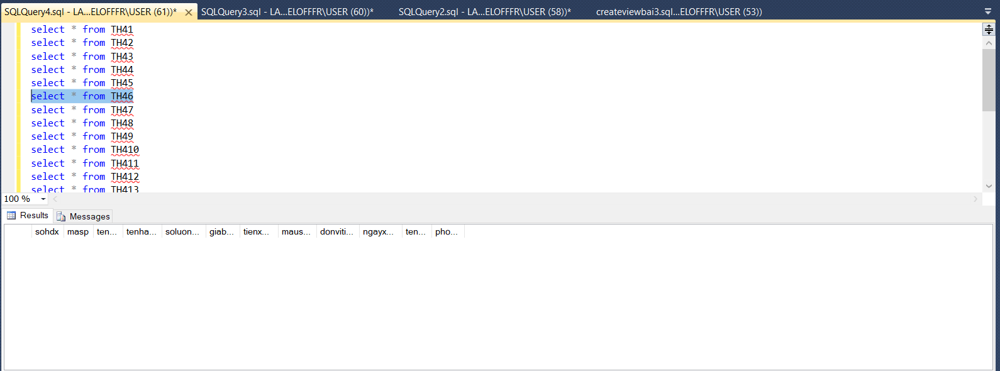 SQLQuery4.sql - LA...ELOFFFR\USER (61))* SQLQuery3.sql - LA...ELOFFFR\USER (60))* SQLQuery2.sql - LA...ELOFFFR\USER (58))* createviewbai3.sql...ELOFFFR\USER (53))
select * from TH41
select * from TH42
select * from TH43
select * from TH44
select * from TH45
select * from TH46
select * from TH47
select * from TH48
select * from TH49
select * from TH410
select * from TH411
select * from TH412
select * from TH413
100 %
Results Messages
sohdx masp ten... tenha... soluon... giab... tienx... maus... donviti... ngayx... ten... pho...